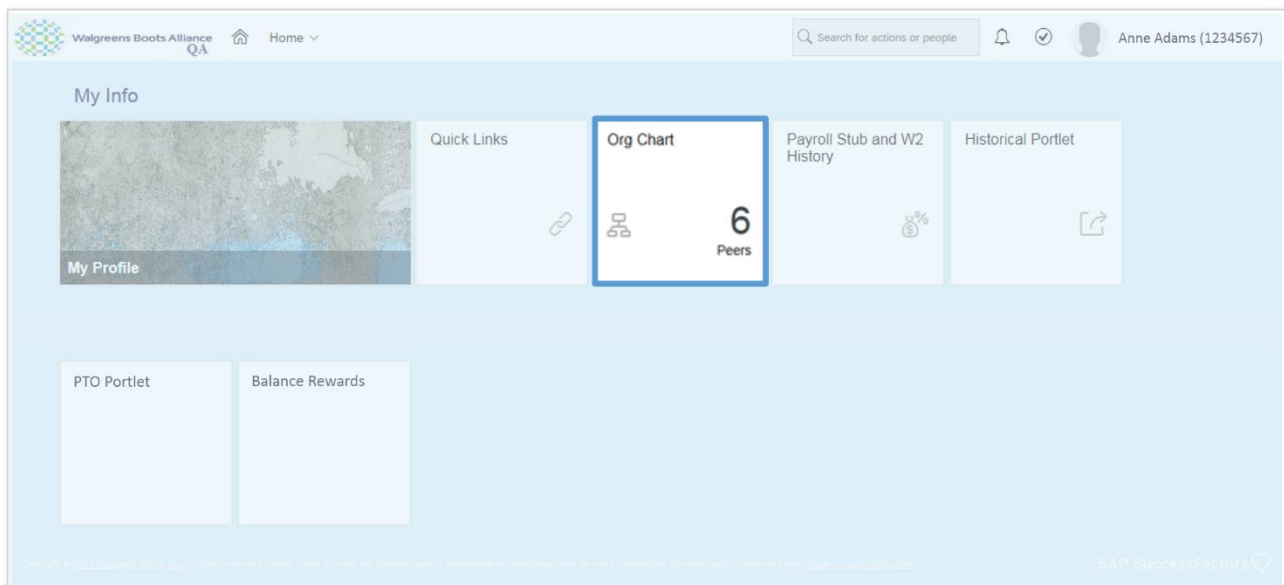 Walgreens Boots Alliance
QA
Home
Search for actions or people
Anne Adams (1234567)
My Info
My Profile
Quick Links
Org Chart
6
Peers
Payroll Stub and W2
History
Historical Portlet
PTO Portlet
Balance Rewards
SAP SuccessFactors